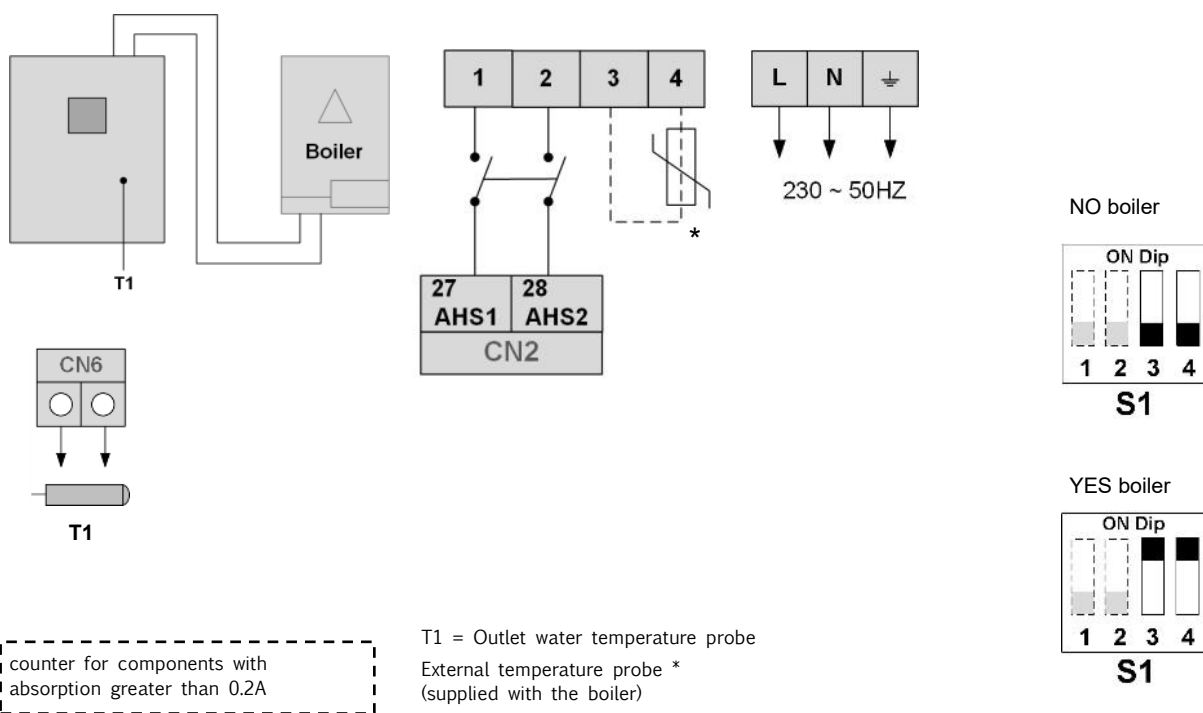 Boiler
T1
CN6
T1
1 2 3 4
*
27 28
AHS1 AHS2
CN2
L N ⏚
230 ~ 50HZ
NO boiler
ON Dip
1 2 3 4
S1
YES boiler
ON Dip
1 2 3 4
S1
counter for components with
absorption greater than 0.2A
T1 = Outlet water temperature probe
External temperature probe *
(supplied with the boiler)